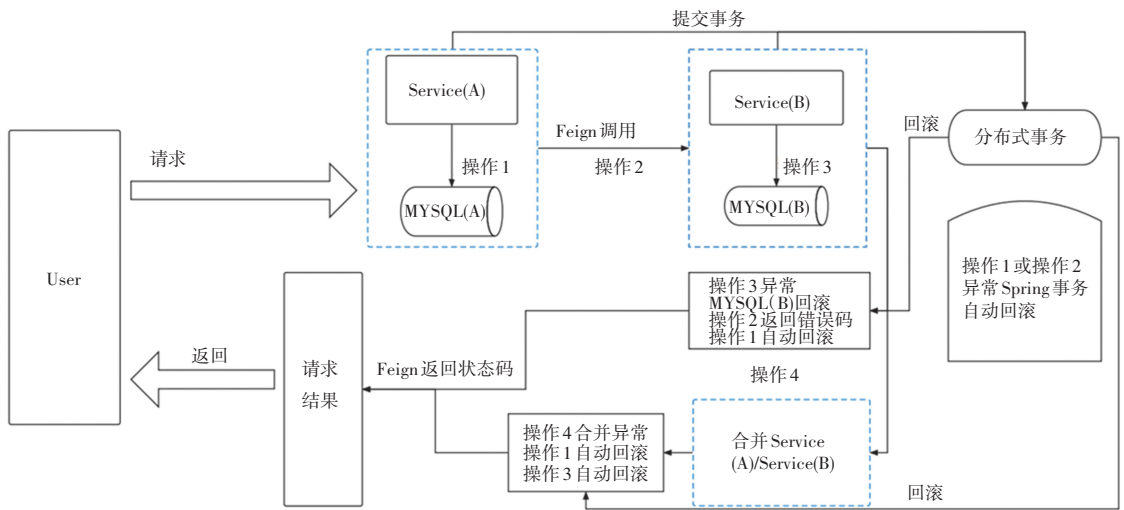 提交事务
Service(A)
Service(B)
Feign调用
回滚
分布式事务
请求
操作1
操作2
操作3
MYSQL(A)
MYSQL(B)
User
操作1或操作2
异常Spring事务
自动回滚
操作3异常
MYSQL(B)回滚
操作2返回错误码
操作1自动回滚
返回
请求
结果
Feign返回状态码
操作4
操作4合并异常
操作1自动回滚
操作3自动回滚
合并Service
(A)/Service(B)
回滚